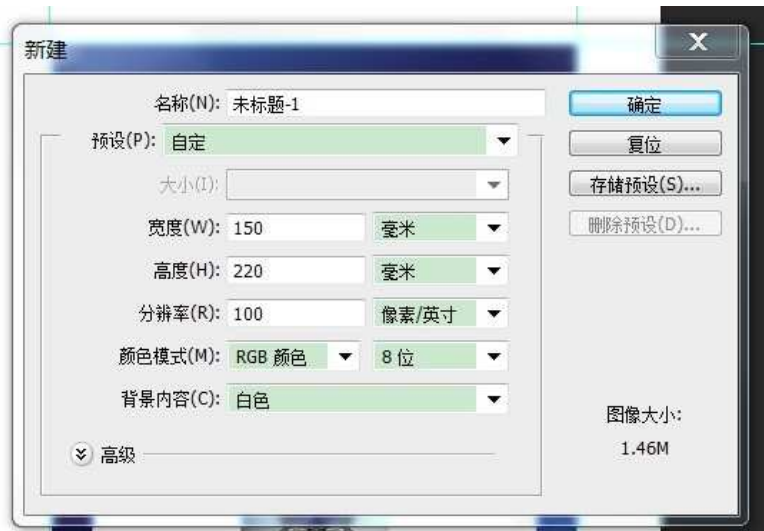 新建
名称(N): 未标题-1
确定
预设(P): 自定
复位
大小(I):
存储预设(S)...
宽度(W): 150 毫米
删除预设(D)...
高度(H): 220 毫米
分辨率(R): 100 像素/英寸
颜色模式(M): RGB 颜色 8 位
背景内容(C): 白色
图像大小:
1.46M
高级